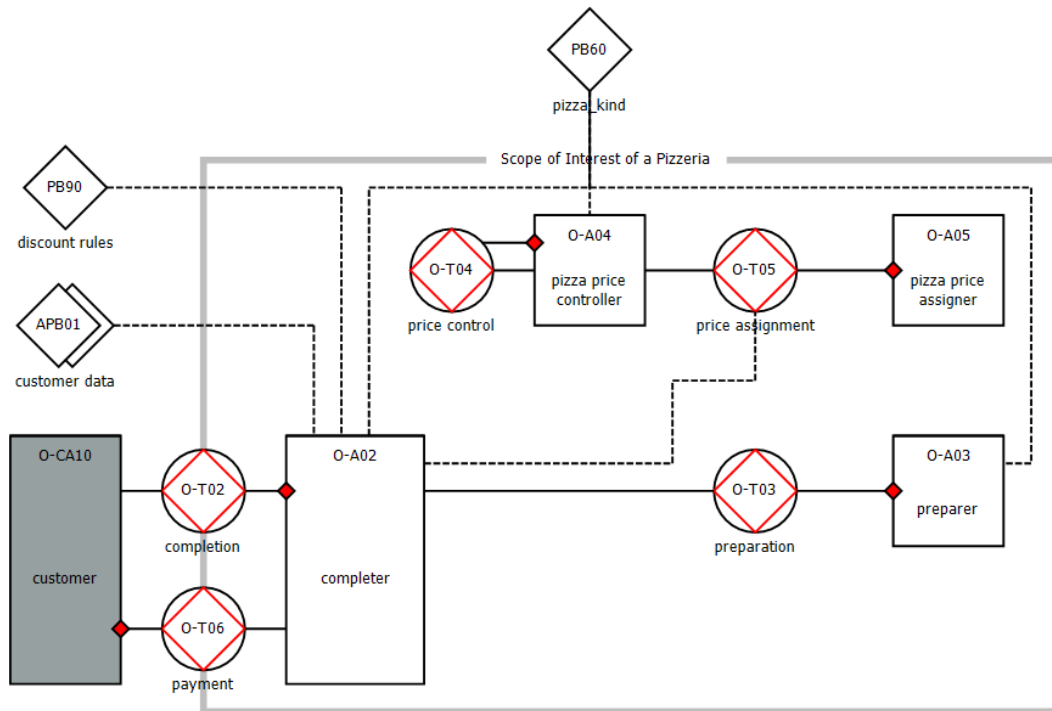 PB60
pizza_kind
Scope of Interest of a Pizzeria
PB90
discount rules
O-A04
O-A05
O-T04
O-T05
pizza price
controller
pizza price
assigner
price control
price assignment
APB01
customer data
O-CA10
O-A02
O-A03
O-T02
O-T03
preparer
completion
preparation
customer
completer
O-T06
payment